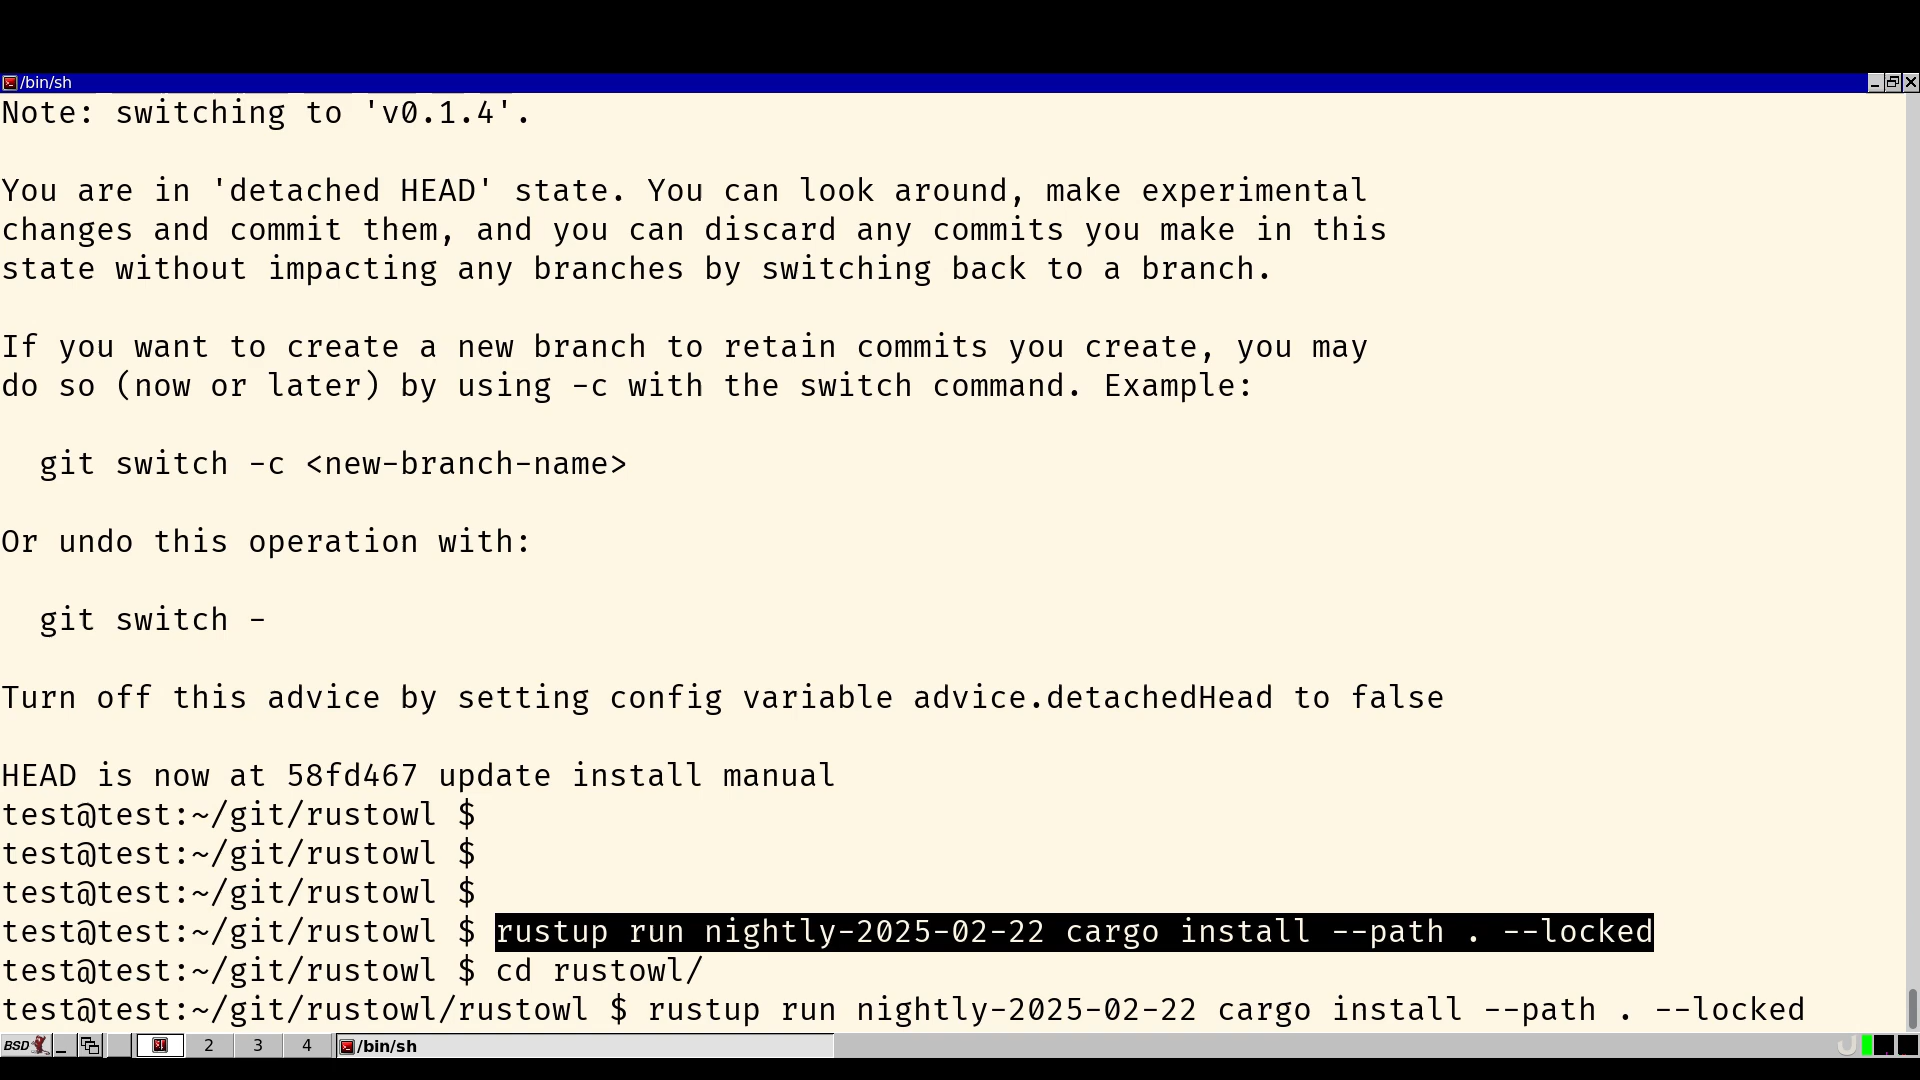 /bin/sh
Note: switching to 'v0.1.4'.
You are in 'detached HEAD' state. You can look around, make experimental
changes and commit them, and you can discard any commits you make in this
state without impacting any branches by switching back to a branch.
If you want to create a new branch to retain commits you create, you may
do so (now or later) by using -c with the switch command. Example:
git switch -c <new-branch-name>
Or undo this operation with:
git switch -
Turn off this advice by setting config variable advice.detachedHead to false
HEAD is now at 58fd467 update install manual
test@test:~/git/rustowl $
test@test:~/git/rustowl $
test@test:~/git/rustowl $
test@test:~/git/rustowl $ rustup run nightly-2025-02-22 cargo install --path . --locked
test@test:~/git/rustowl $ cd rustowl/
test@test:~/git/rustowl/rustowl $ rustup run nightly-2025-02-22 cargo install --path . --locked
BSD 2 3 4 /bin/sh